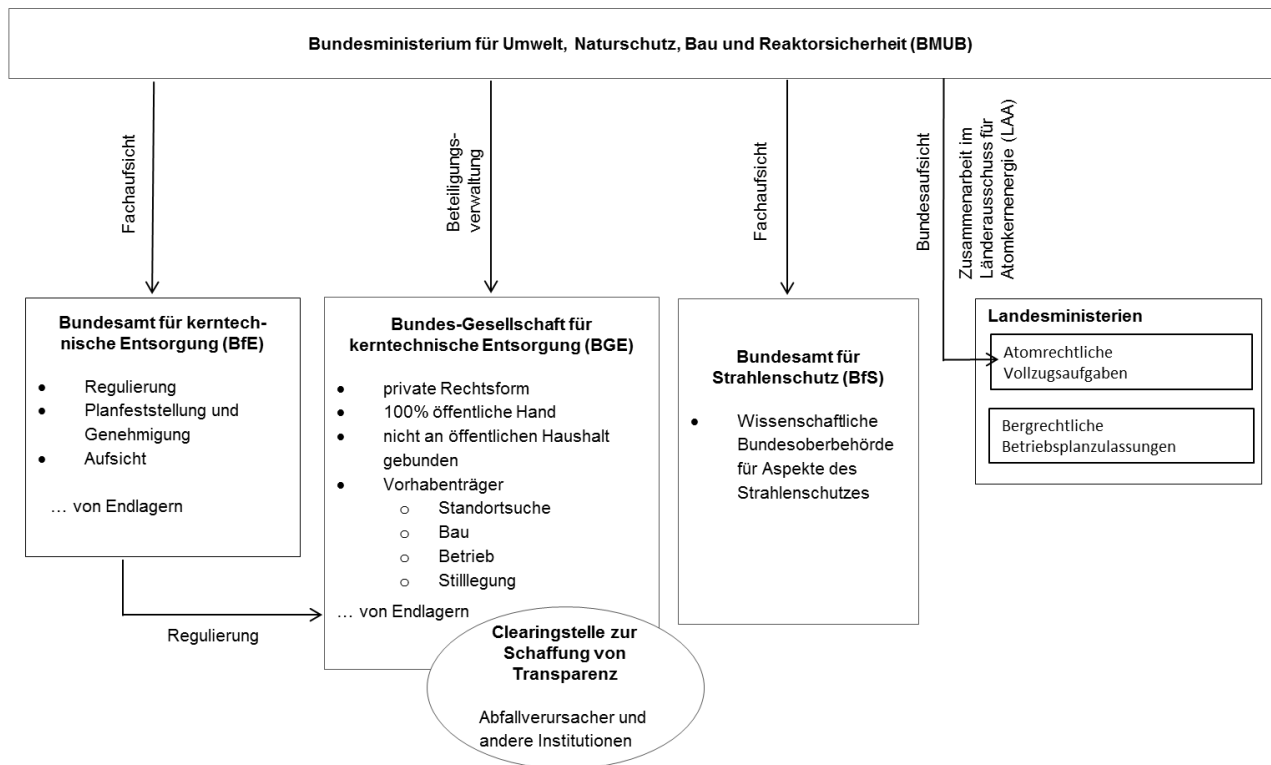 Bundesministerium für Umwelt, Naturschutz, Bau und Reaktorsicherheit (BMUB)
Fachaufsicht
Beteiligungs-
verwaltung
Fachaufsicht
Bundesaufsicht
Zusammenarbeit im
Länderausschuss für
Atomkernenergie (LAA)
Bundesamt für kerntech-
nische Entsorgung (BfE)
• Regulierung
• Planfeststellung und
Genehmigung
• Aufsicht
… von Endlagern
Regulierung
Bundes-Gesellschaft für
kerntechnische Entsorgung (BGE)
• private Rechtsform
• 100% öffentliche Hand
• nicht an öffentlichen Haushalt
gebunden
• Vorhabenträger
o Standortsuche
o Bau
o Betrieb
o Stilllegung
… von Endlagern
Clearingstelle zur
Schaffung von
Transparenz
Abfallverursacher und
andere Institutionen
Bundesamt für
Strahlenschutz (BfS)
• Wissenschaftliche
Bundesoberbehörde
für Aspekte des
Strahlenschutzes
Landesministerien
Atomrechtliche
Vollzugsaufgaben
Bergrechtliche
Betriebsplanzulassungen